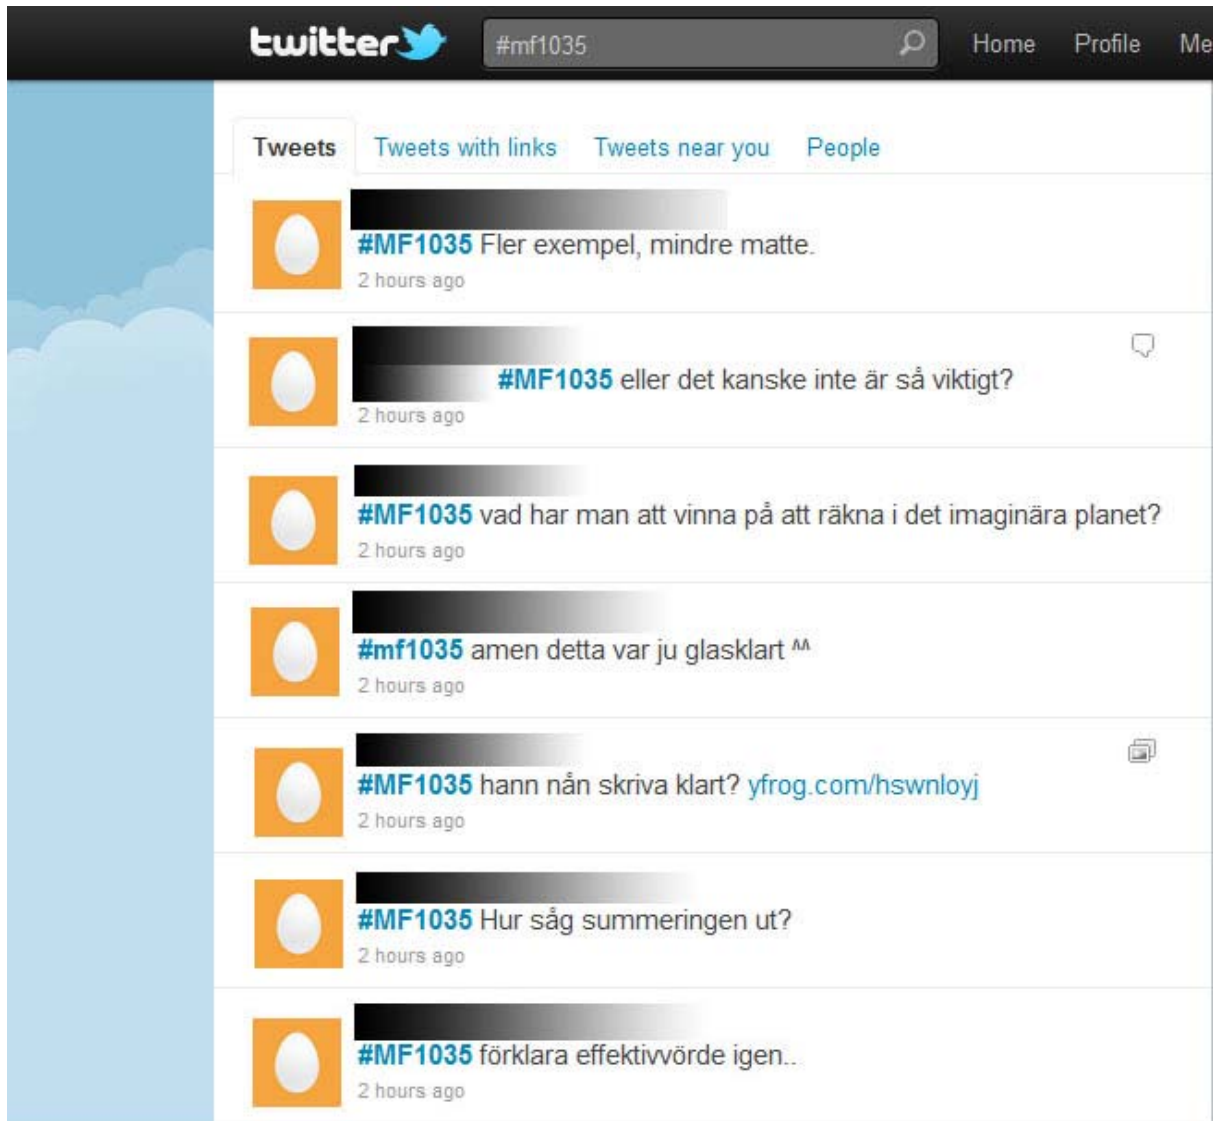 twitter
#mf1035
Home Profile
Tweets Tweets with links Tweets near you People
#MF1035 Fler exempel, mindre matte.
2 hours ago
#MF1035 eller det kanske inte är så viktigt?
2 hours ago
#MF1035 vad har man att vinna på att räkna i det imaginära planet?
2 hours ago
#mf1035 amen detta var ju glasklart ^^
2 hours ago
#MF1035 hann nån skriva klart? yfrog.com/hswnloyj
2 hours ago
#MF1035 Hur såg summeringen ut?
2 hours ago
#MF1035 förklara effektivvörde igen..
2 hours ago